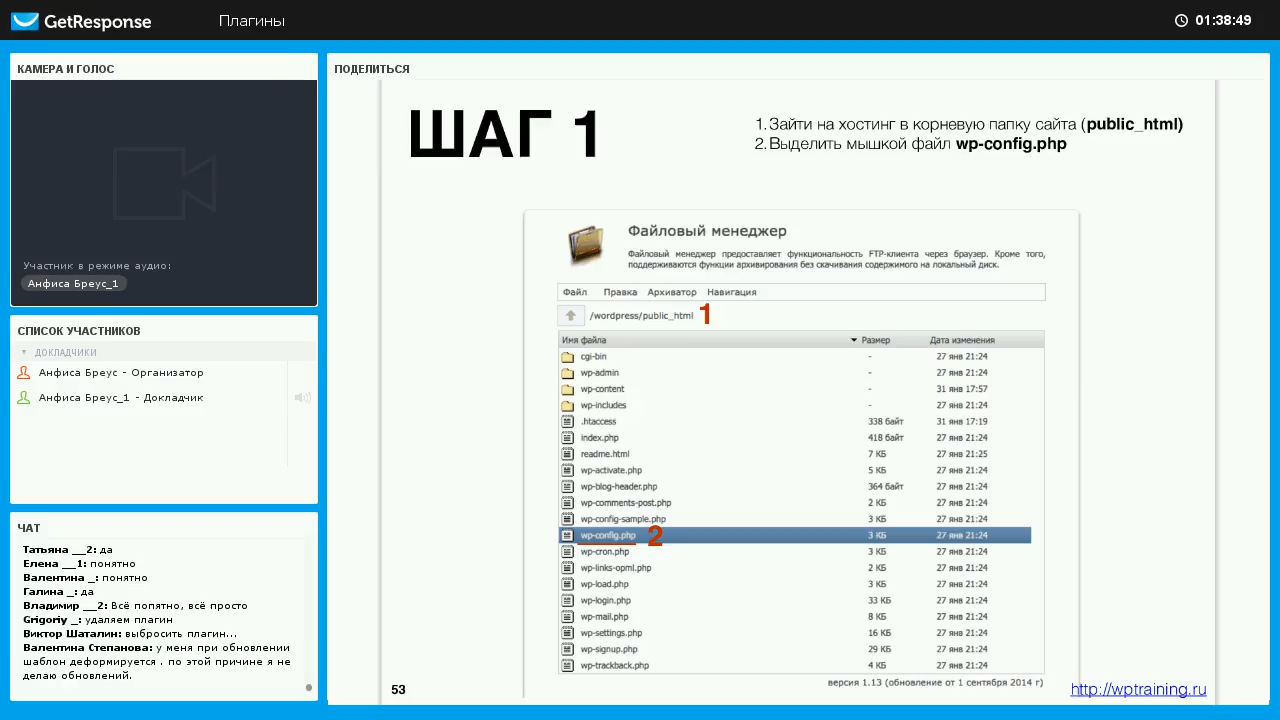 GetResponse
Плагины
01:38:49
КАМЕРА И ГОЛОС
Участник в режиме аудио:
Анфиса Бреус_1
СПИСОК УЧАСТНИКОВ
ДОКЛАДЧИКИ
Анфиса Бреус - Организатор
Анфиса Бреус_1 - Докладчик
ЧАТ
Татьяна __2: да
Елена __1: понятно
Валентина _: понятно
Галина _: да
Владимир __2: Всё попятно, всё просто
Grigoriy _: удаляем плагин
Виктор Шаталин: выбросить плагин...
Валентина Степанова: у меня при обновлении
шаблон деформируется . по этой причине я не
делаю обновлений.
ПОДЕЛИТЬСЯ
ШАГ 1
1. Зайти на хостинг в корневую папку сайта (public_html)
2. Выделить мышкой файл wp-config.php
Файловый менеджер
Файловый менеджер предоставляет функциональность FTP-клиента через браузер. Кроме того,
поддерживаются функции архивирования без скачивания содержимого на локальный диск.
Файл Правка Архиватор Навигация
/wordpress/public_html 1
Имя файла Размер Дата изменения
cgi-bin - 27 янв 21:24
wp-admin - 27 янв 21:24
wp-content - 31 янв 17:57
wp-includes - 27 янв 21:24
.htaccess 338 байт 31 янв 17:19
index.php 418 байт 27 янв 21:24
readme.html 7 КБ 27 янв 21:25
wp-activate.php 5 КБ 27 янв 21:24
wp-blog-header.php 364 байт 27 янв 21:24
wp-comments-post.php 2 КБ 27 янв 21:24
wp-config-sample.php 3 КБ 27 янв 21:24
wp-config.php 2 3 КБ 27 янв 21:24
wp-cron.php 3 КБ 27 янв 21:24
wp-links-opml.php 2 КБ 27 янв 21:24
wp-load.php 3 КБ 27 янв 21:24
wp-login.php 33 КБ 27 янв 21:24
wp-mail.php 8 КБ 27 янв 21:24
wp-settings.php 16 КБ 27 янв 21:24
wp-signup.php 29 КБ 27 янв 21:24
wp-trackback.php 4 КБ 27 янв 21:24
версия 1.13 (обновление от 1 сентября 2014 г)
53
http://wptraining.ru